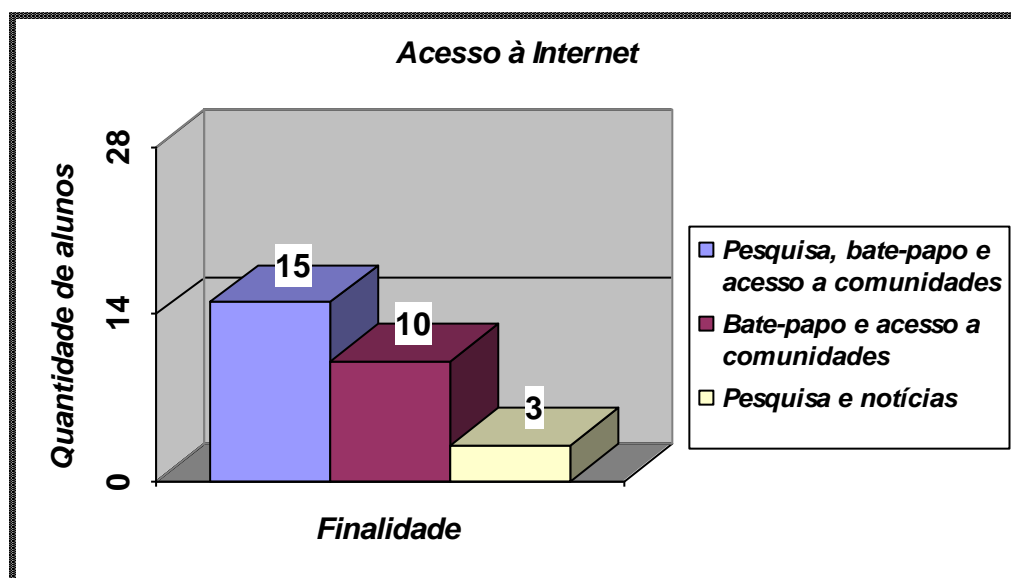 Acesso à Internet
Quantidade de alunos
28
14
0
15
10
3
Finalidade
Pesquisa, bate-papo e
acesso a comunidades
Bate-papo e acesso a
comunidades
Pesquisa e notícias